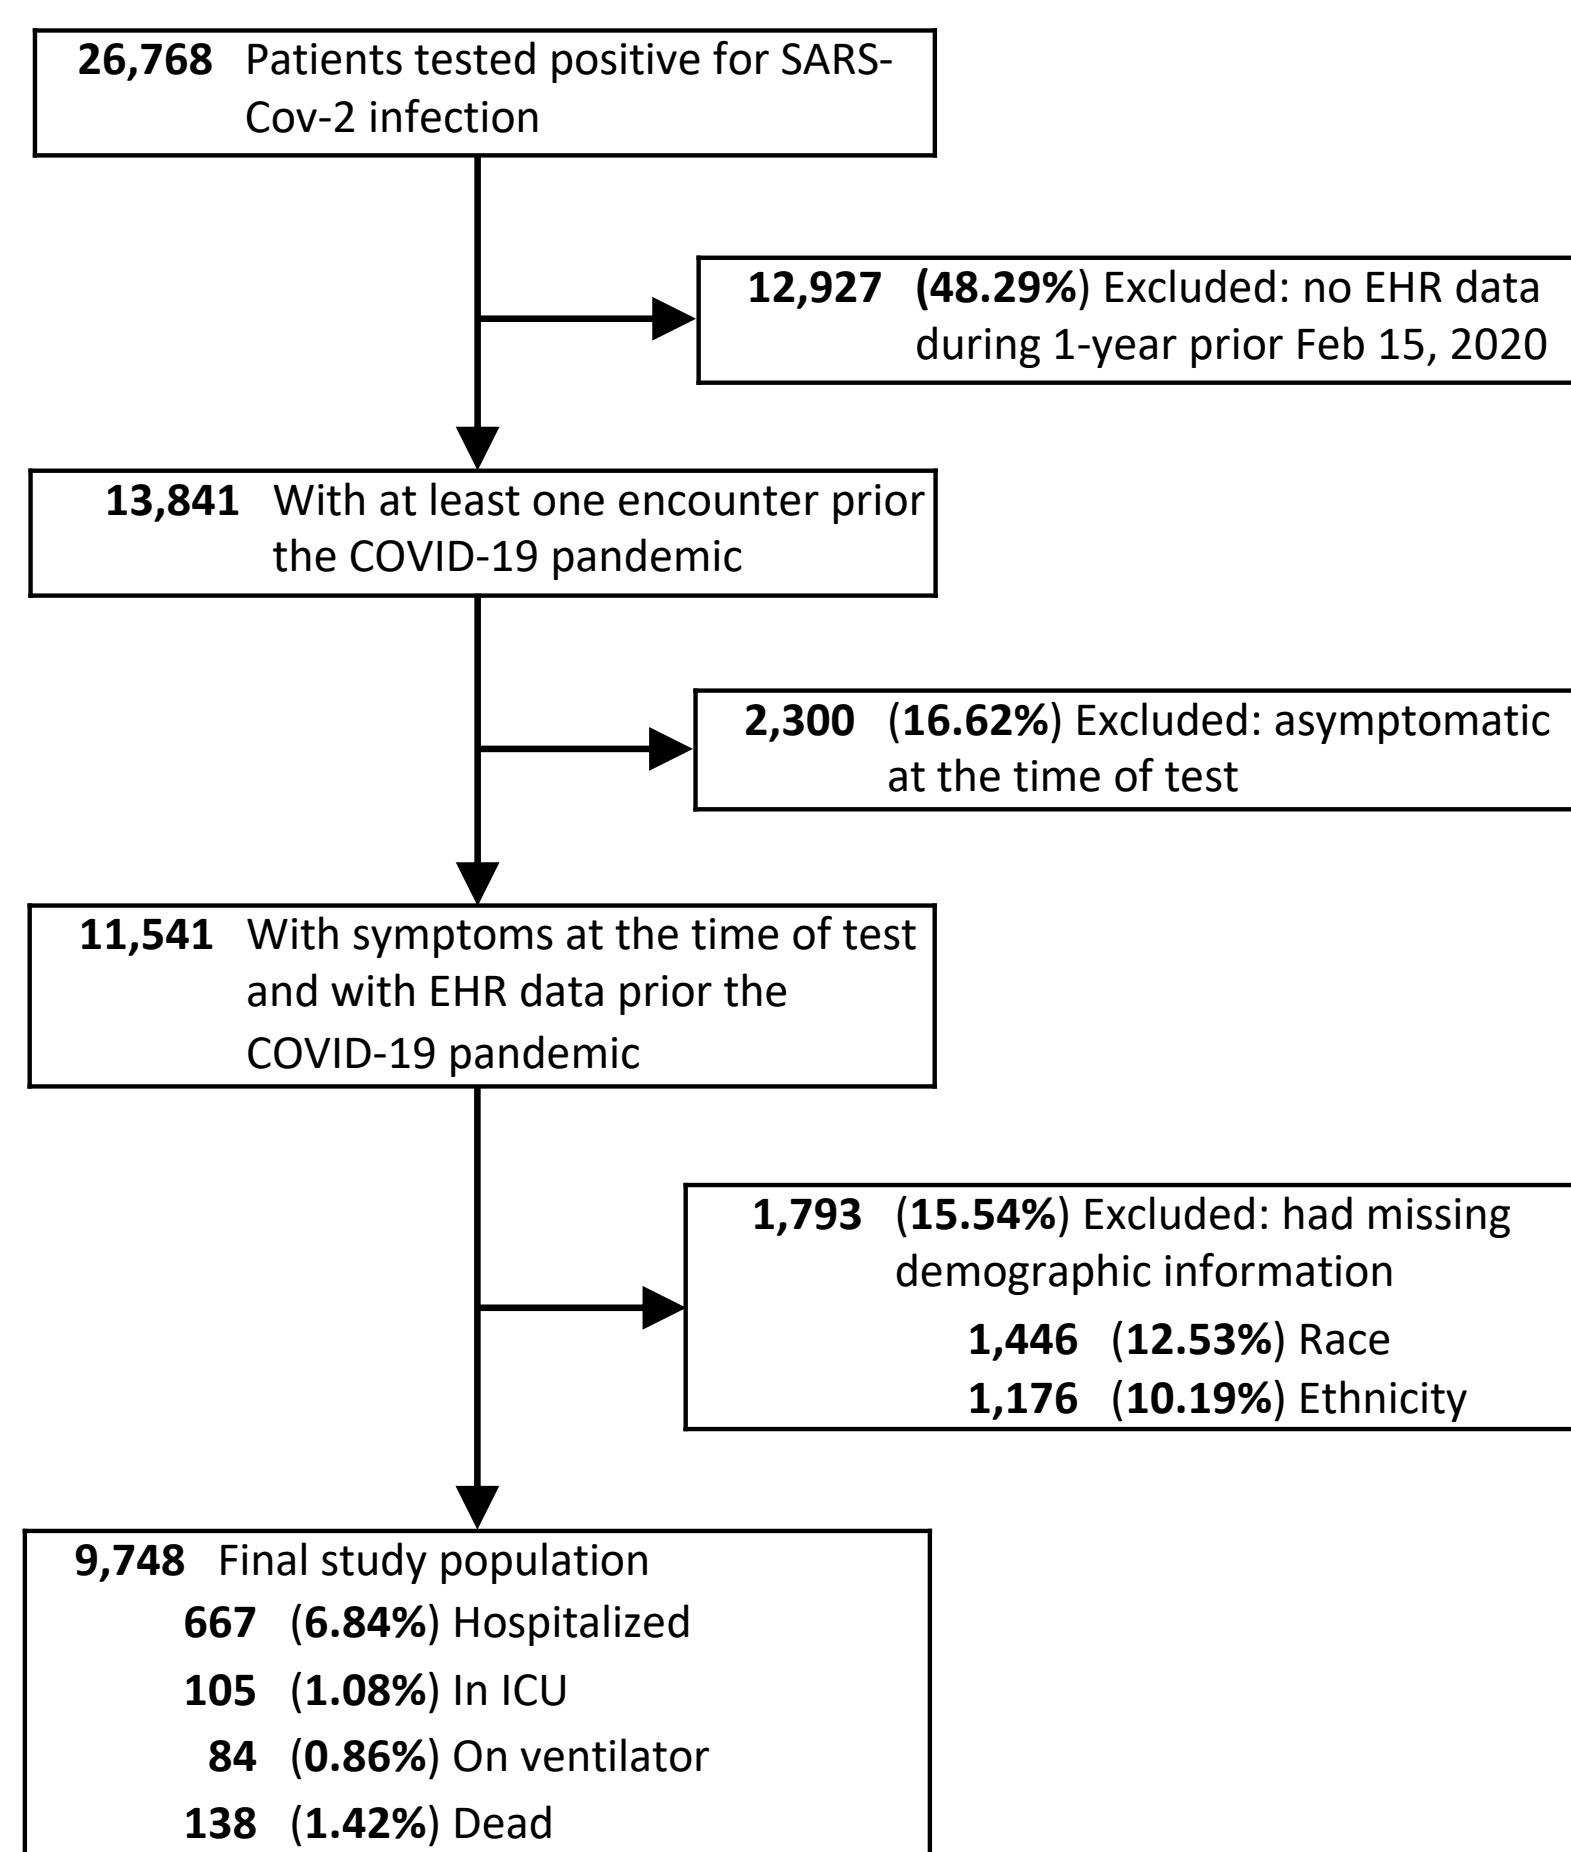 26,768 Patients tested positive for SARS-
Cov-2 infection
12,927 (48.29%) Excluded: no EHR data
during 1-year prior Feb 15, 2020
13,841 With at least one encounter prior
the COVID-19 pandemic
2,300 (16.62%) Excluded: asymptomatic
at the time of test
11,541 With symptoms at the time of test
and with EHR data prior the
COVID-19 pandemic
1,793 (15.54%) Excluded: had missing
demographic information
1,446 (12.53%) Race
1,176 (10.19%) Ethnicity
9,748 Final study population
667 (6.84%) Hospitalized
105 (1.08%) In ICU
84 (0.86%) On ventilator
138 (1.42%) Dead